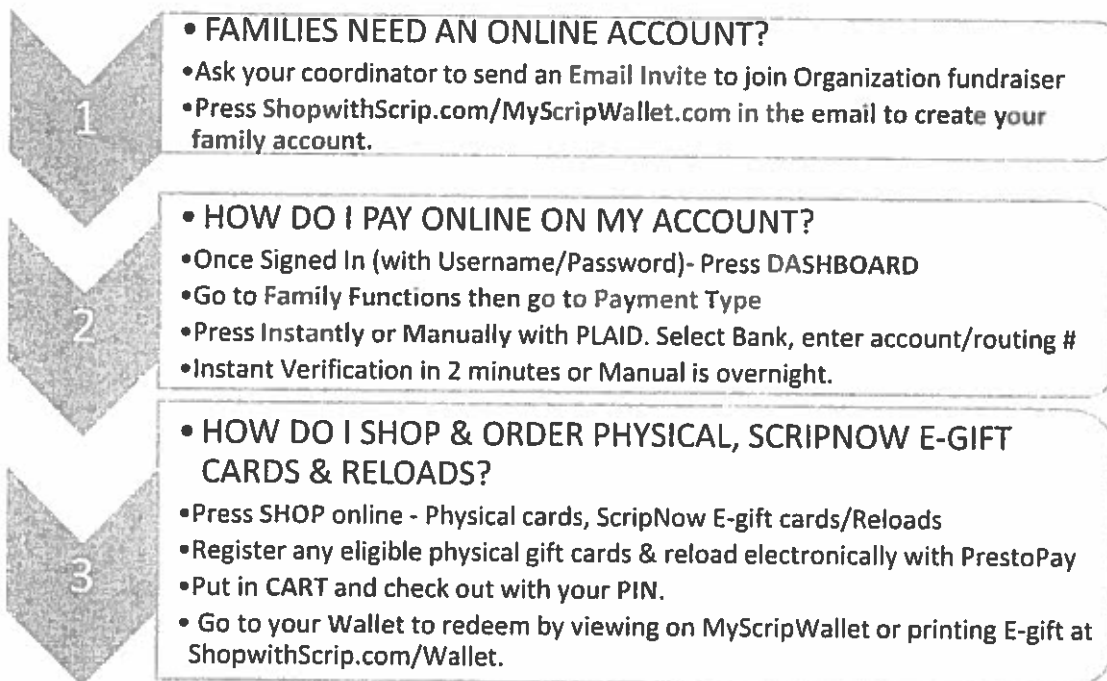 1
• FAMILIES NEED AN ONLINE ACCOUNT?
•Ask your coordinator to send an Email Invite to join Organization fundraiser
•Press ShopwithScrip.com/MyScripWallet.com in the email to create your
family account.
2
• HOW DO I PAY ONLINE ON MY ACCOUNT?
•Once Signed In (with Username/Password)- Press DASHBOARD
•Go to Family Functions then go to Payment Type
•Press Instantly or Manually with PLAID. Select Bank, enter account/routing #
•Instant Verification in 2 minutes or Manual is overnight.
3
• HOW DO I SHOP & ORDER PHYSICAL, SCRIPNOW E-GIFT
CARDS & RELOADS?
•Press SHOP online - Physical cards, ScripNow E-gift cards/Reloads
•Register any eligible physical gift cards & reload electronically with PrestoPay
•Put in CART and check out with your PIN.
• Go to your Wallet to redeem by viewing on MyScripWallet or printing E-gift at
ShopwithScrip.com/Wallet.